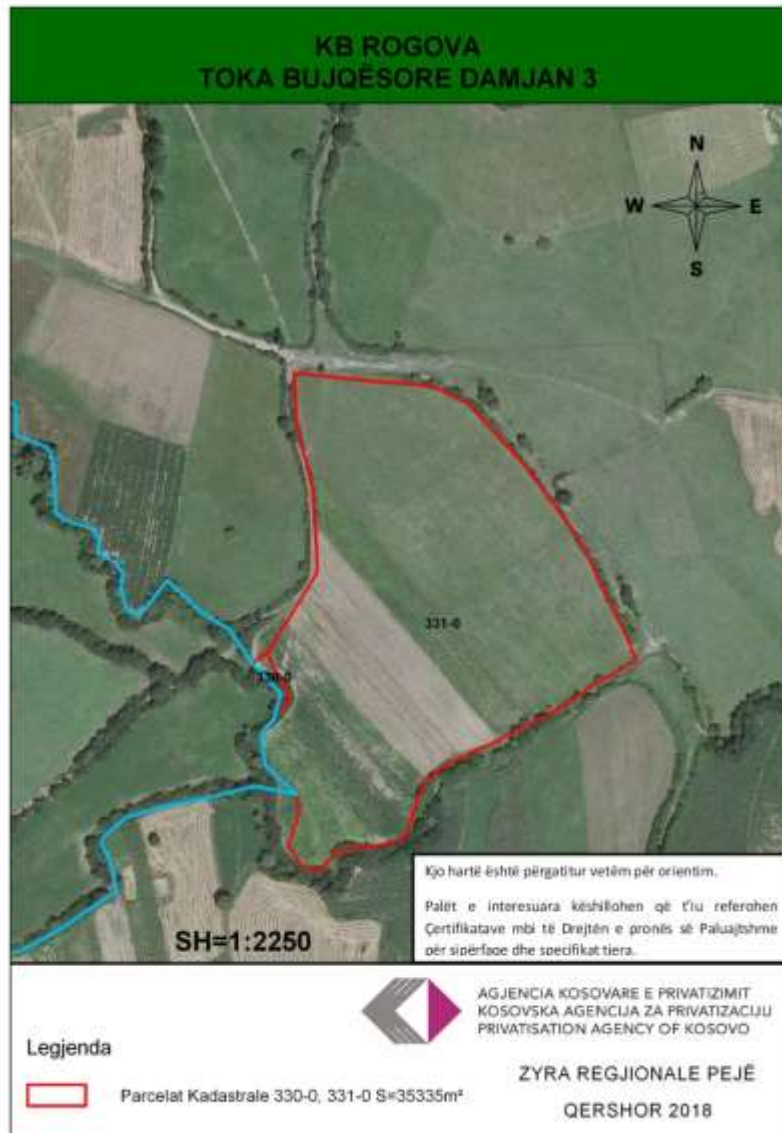 KB ROGOVA
TOKA BUJQËSORE DAMJAN 3
N
W E
S
331-0
330-0
Kjo hartë është përgatitur vetëm për orientim.
Palët e interesuara këshillohen që t'iu referohen
Çertifikatave mbi të Drejtën e pronës së Paluajtshme
për sipërfaqe dhe specifikat tjera.
SH=1:2250
AGJENCIA KOSOVARE E PRIVATIZIMIT
KOSOVSKA AGENCIJA ZA PRIVATIZACIJU
PRIVATISATION AGENCY OF KOSOVO
Legjenda
ZYRA REGJIONALE PEJË
Parcelat Kadastrale 330-0, 331-0 S=35335m²
QERSHOR 2018